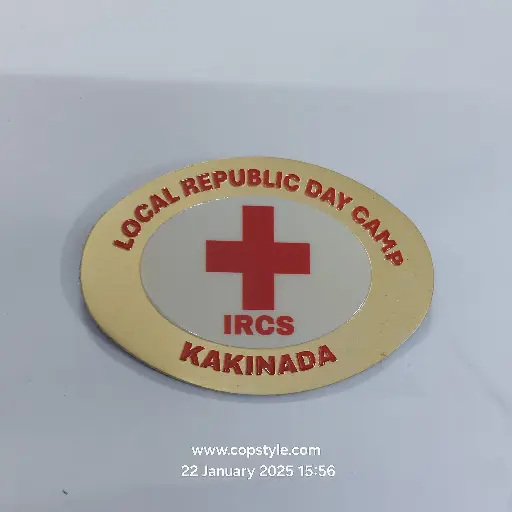 LOCAL REPUBLIC DAY CAMP
IRCS
KAKINADA
www.copstyle.com
22 January 2025 15:56